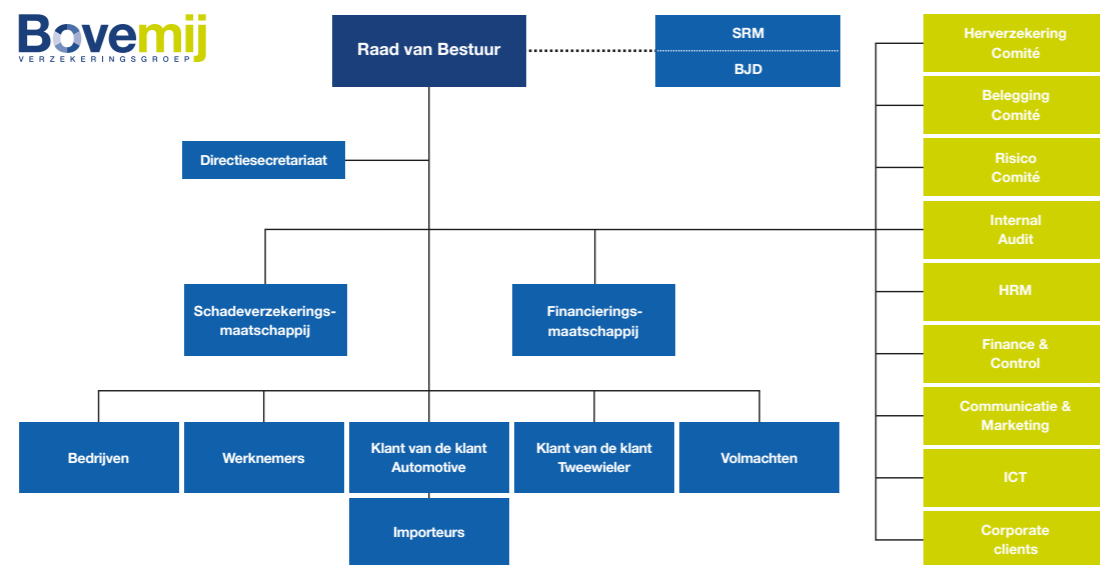 Bovemij
VERZEKERINGSGROEP
Raad van Bestuur
SRM
BJD
Directiesecretariaat
Schadeverzekerings-
maatschappij
Financierings-
maatschappij
Bedrijven
Werknemers
Klant van de klant
Automotive
Klant van de klant
Tweewieler
Volmachten
Importeurs
Herverzekering
Comité
Belegging
Comité
Risico
Comité
Internal
Audit
HRM
Finance &
Control
Communicatie &
Marketing
ICT
Corporate
clients